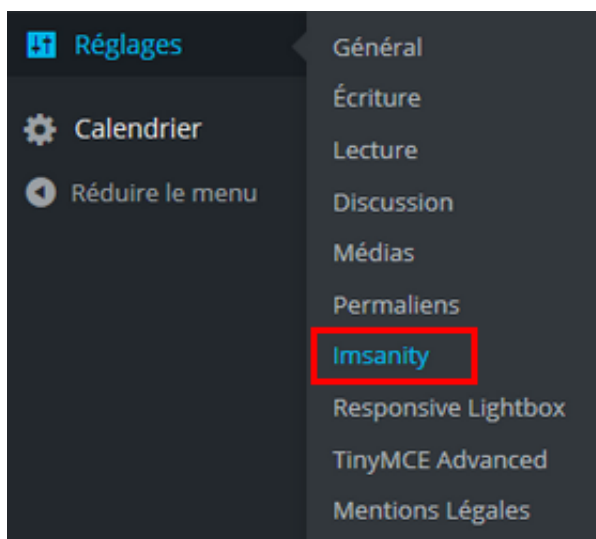 Réglages
Calendrier
Réduire le menu
Général
Écriture
Lecture
Discussion
Médias
Permaliens
Imsanity
Responsive Lightbox
TinyMCE Advanced
Mentions Légales